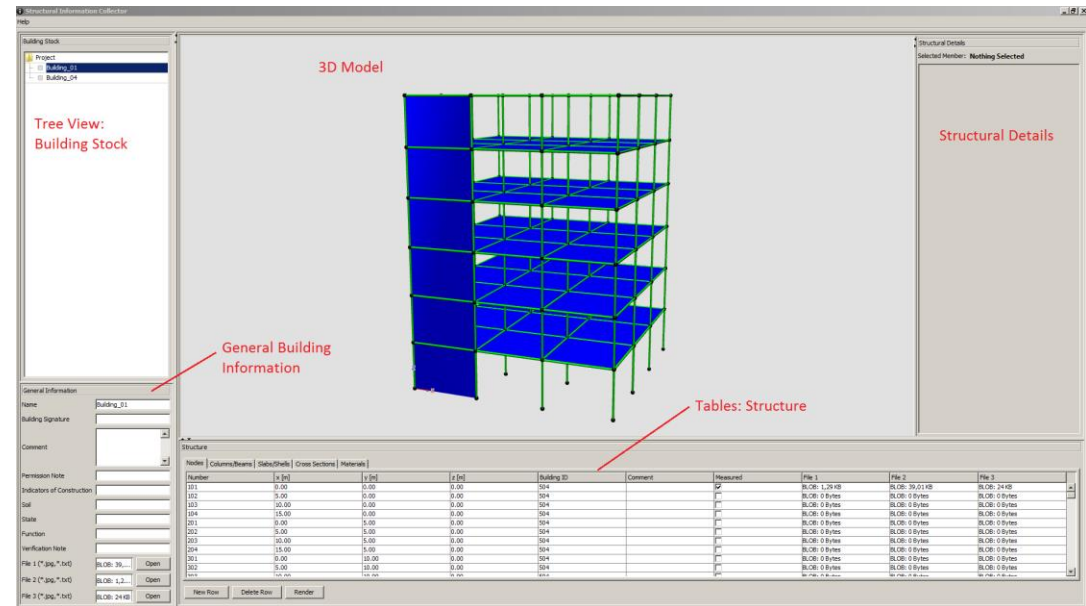 Structural Information Collector
Help
Building Stock
Project
Building_01
Building_04
Tree View:
Building Stock
3D Model
Structural Details
Selected Member: Nothing Selected
Structural Details
General Building
Information
General Information
Name Building_01
Building Signature
Comment
Permission Note
Indicators of Construction
Soil
State
Function
Verification Note
File 1 (*.jpg,*.txt) BLOB: 39,... Open
File 2 (*.jpg,*.txt) BLOB: 1,2... Open
File 3 (*.jpg,*.txt) BLOB: 24 KB Open
Tables: Structure
Structure
Nodes Columns/Beams Slabs/Shells Cross Sections Materials
Number x [m] y [m] z [m] Building ID Comment Measured File 1 File 2 File 3
101 0.00 0.00 0.00 504 BLOB: 1,29 KB BLOB: 39,01 KB BLOB: 24 KB
102 5.00 0.00 0.00 504 BLOB: 0 Bytes BLOB: 0 Bytes BLOB: 0 Bytes
103 10.00 0.00 0.00 504 BLOB: 0 Bytes BLOB: 0 Bytes BLOB: 0 Bytes
104 15.00 0.00 0.00 504 BLOB: 0 Bytes BLOB: 0 Bytes BLOB: 0 Bytes
201 0.00 5.00 0.00 504 BLOB: 0 Bytes BLOB: 0 Bytes BLOB: 0 Bytes
202 5.00 5.00 0.00 504 BLOB: 0 Bytes BLOB: 0 Bytes BLOB: 0 Bytes
203 10.00 5.00 0.00 504 BLOB: 0 Bytes BLOB: 0 Bytes BLOB: 0 Bytes
204 15.00 5.00 0.00 504 BLOB: 0 Bytes BLOB: 0 Bytes BLOB: 0 Bytes
301 0.00 10.00 0.00 504 BLOB: 0 Bytes BLOB: 0 Bytes BLOB: 0 Bytes
302 5.00 10.00 0.00 504 BLOB: 0 Bytes BLOB: 0 Bytes BLOB: 0 Bytes
New Row Delete Row Render